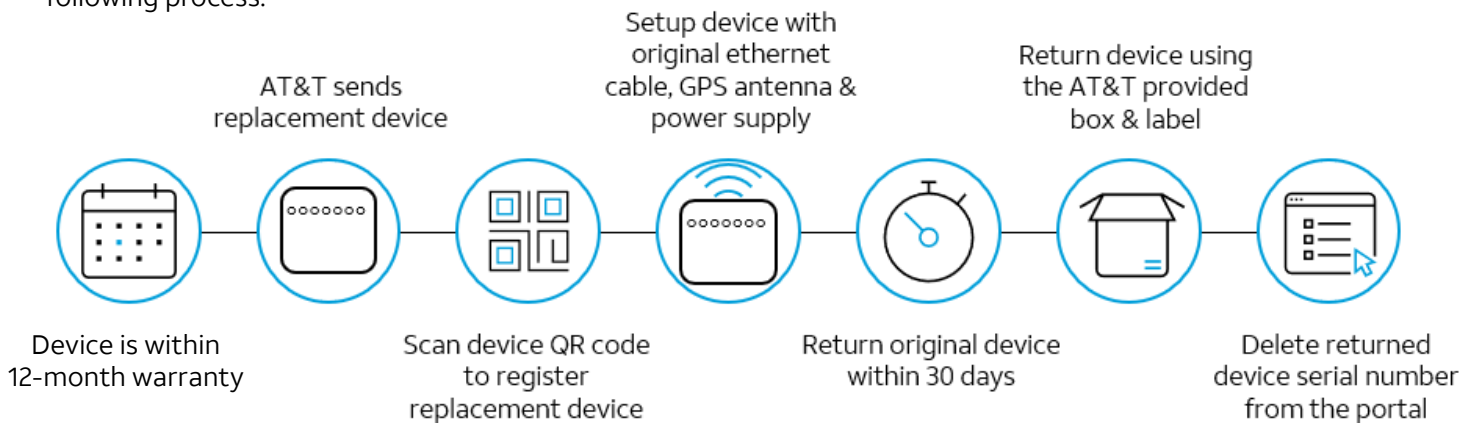 following process:
Device is within
12-month warranty
AT&T sends
replacement device
Scan device QR code
to register
replacement device
Setup device with
original ethernet
cable, GPS antenna &
power supply
Return original device
within 30 days
Return device using
the AT&T provided
box & label
Delete returned
device serial number
from the portal